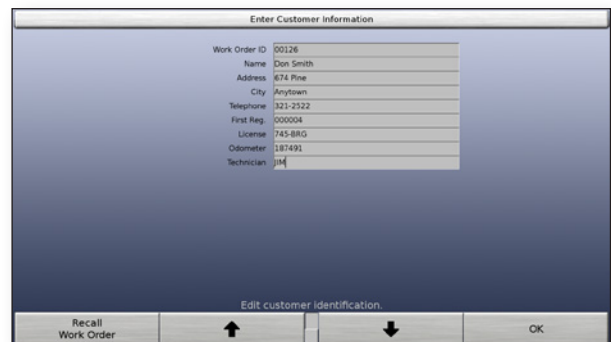 Enter Customer Information
Work Order ID 00126
Name Don Smith
Address 674 Pine
City Anytown
Telephone 321-2522
First Reg. 000004
License 745-BRG
Odometer 187491
Technician JIM
Edit customer identification.
Recall
Work Order
OK